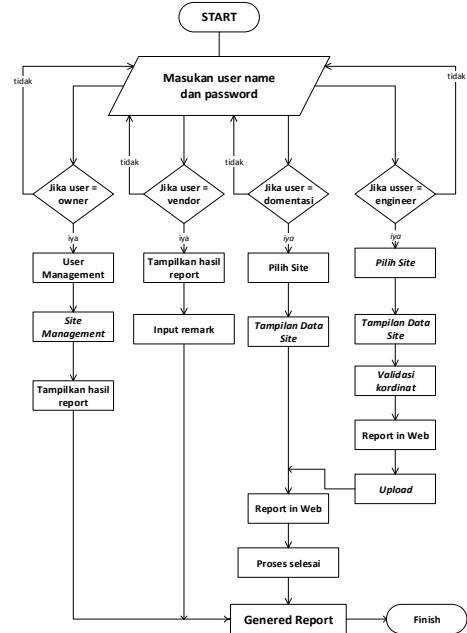 START
Masukan user name
dan password
tidak
tidak
tidak
tidak
Jika user =
owner
Jika user =
vendor
Jika user =
domentasi
Jika usser =
engineer
iya
iya
iya
iya
User
Management
Tampilkan hasil
report
Pilih Site
Pilih Site
Site
Management
Input remark
Tampilan Data
Site
Tampilan Data
Site
Validasi
kordinat
Tampilkan hasil
report
Report in Web
Upload
Report in Web
Proses selesai
Genered Report
Finish